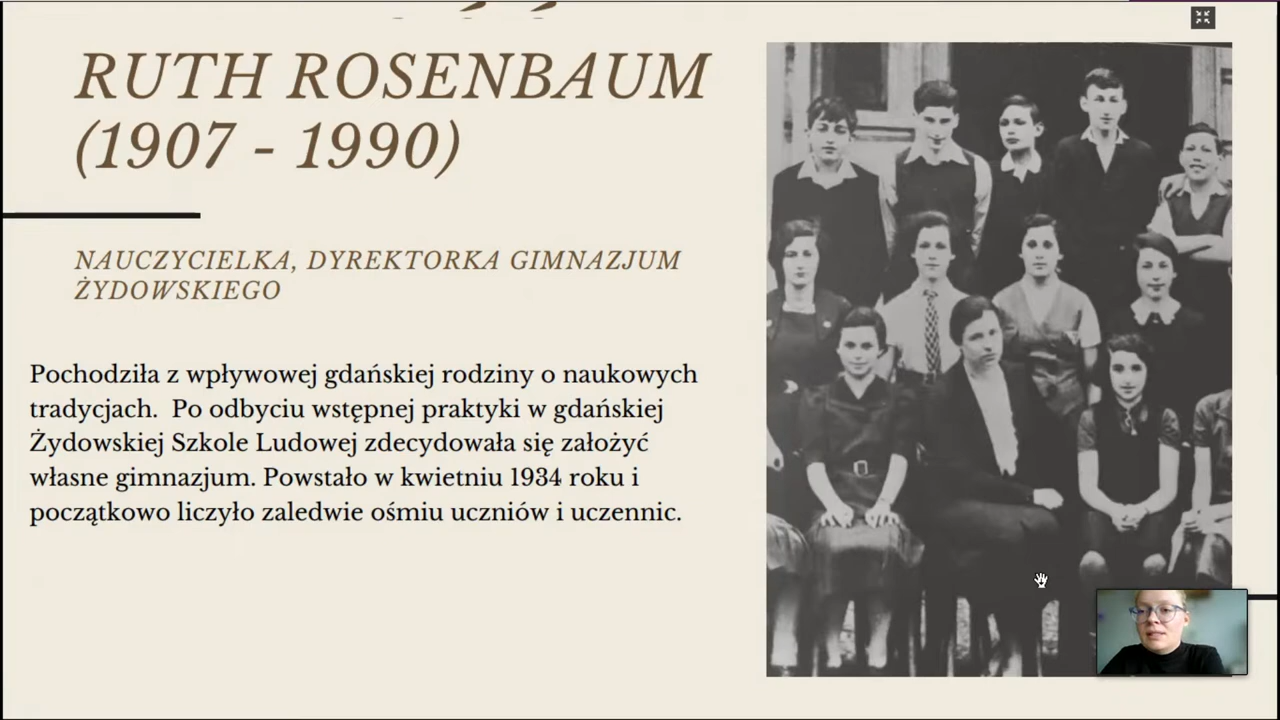 RUTH ROSENBAUM
(1907 - 1990)
NAUCZYCIELKA, DYREKTORKA GIMNAZJUM
ŻYDOWSKIEGO
Pochodziła z wpływowej gdańskiej rodziny o naukowych
tradycjach. Po odbyciu wstępnej praktyki w gdańskiej
Żydowskiej Szkole Ludowej zdecydowała się założyć
własne gimnazjum. Powstało w kwietniu 1934 roku i
początkowo liczyło zaledwie ośmiu uczniów i uczennic.